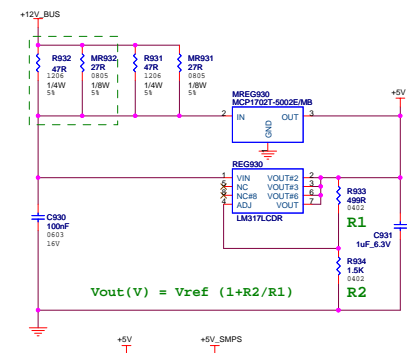 +12V_BUS
R932
47R
1206
1/4W
5%
MR932
27R
0805
1/8W
5%
R931
47R
1206
1/4W
5%
MR931
27R
0805
1/8W
5%
MREG930
MCP1702T-5002E/MB
+5V
2 IN OUT 3
GND
1
REG930
1 VIN VOUT#2 2
5 NC VOUT#3 3
8 NC#8 VOUT#6 6
4 ADJ VOUT 7
LM317LCDR
R933
499R
0402
R1
C930
100nF
0603
16V
C931
1uF_6.3V
R934
1.5K
0402
R2
Vout(V) = Vref (1+R2/R1)
+5V +5V_SMPS